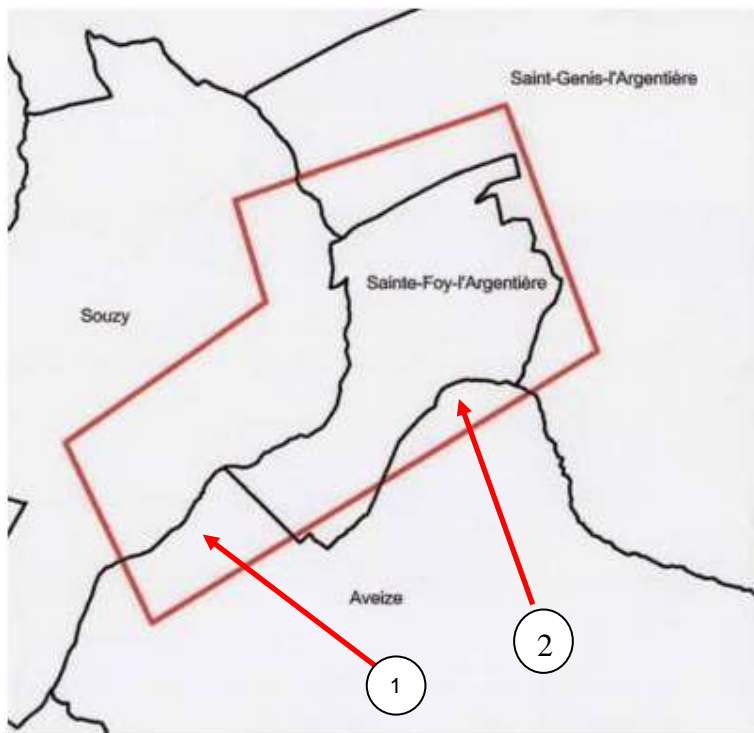 Saint-Genis-l'Argentière
Sainte-Foy-l'Argentière
Souzy
Aveize
2
1